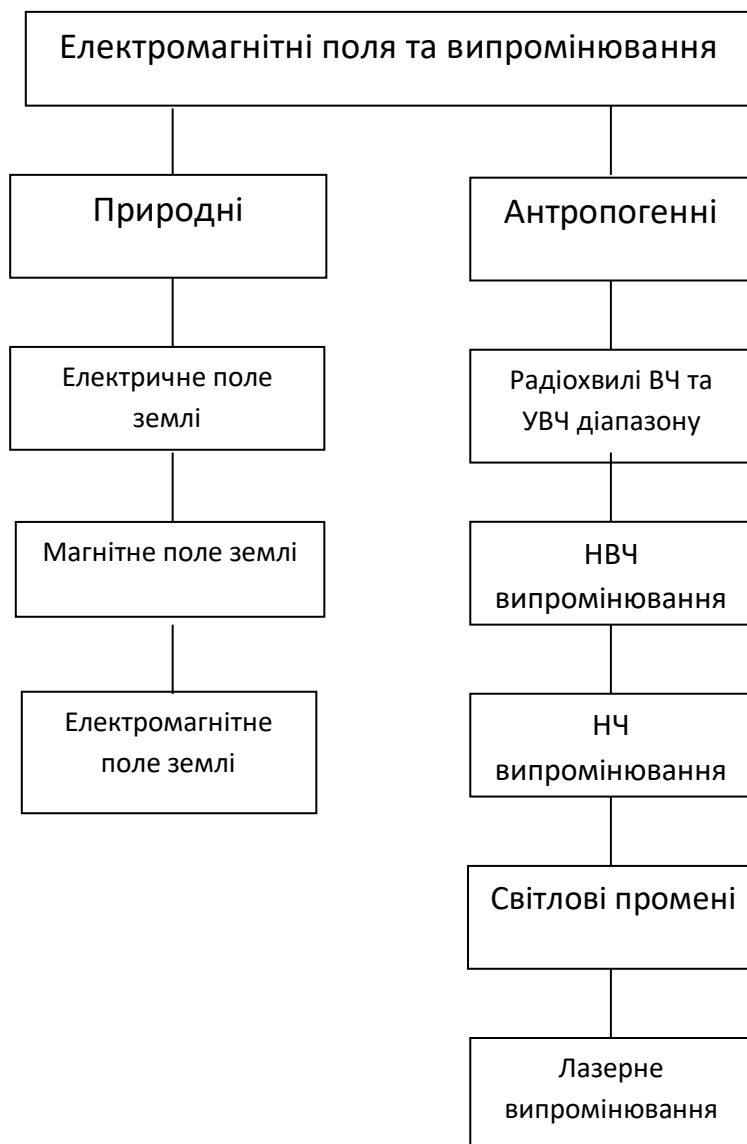 Електромагнітні поля та випромінювання
Природні
Антропогенні
Електричне поле
землі
Радіохвилі ВЧ та
УВЧ діапазону
Магнітне поле землі
НВЧ
випромінювання
Електромагнітне
поле землі
НЧ
випромінювання
Світлові промені
Лазерне
випромінювання